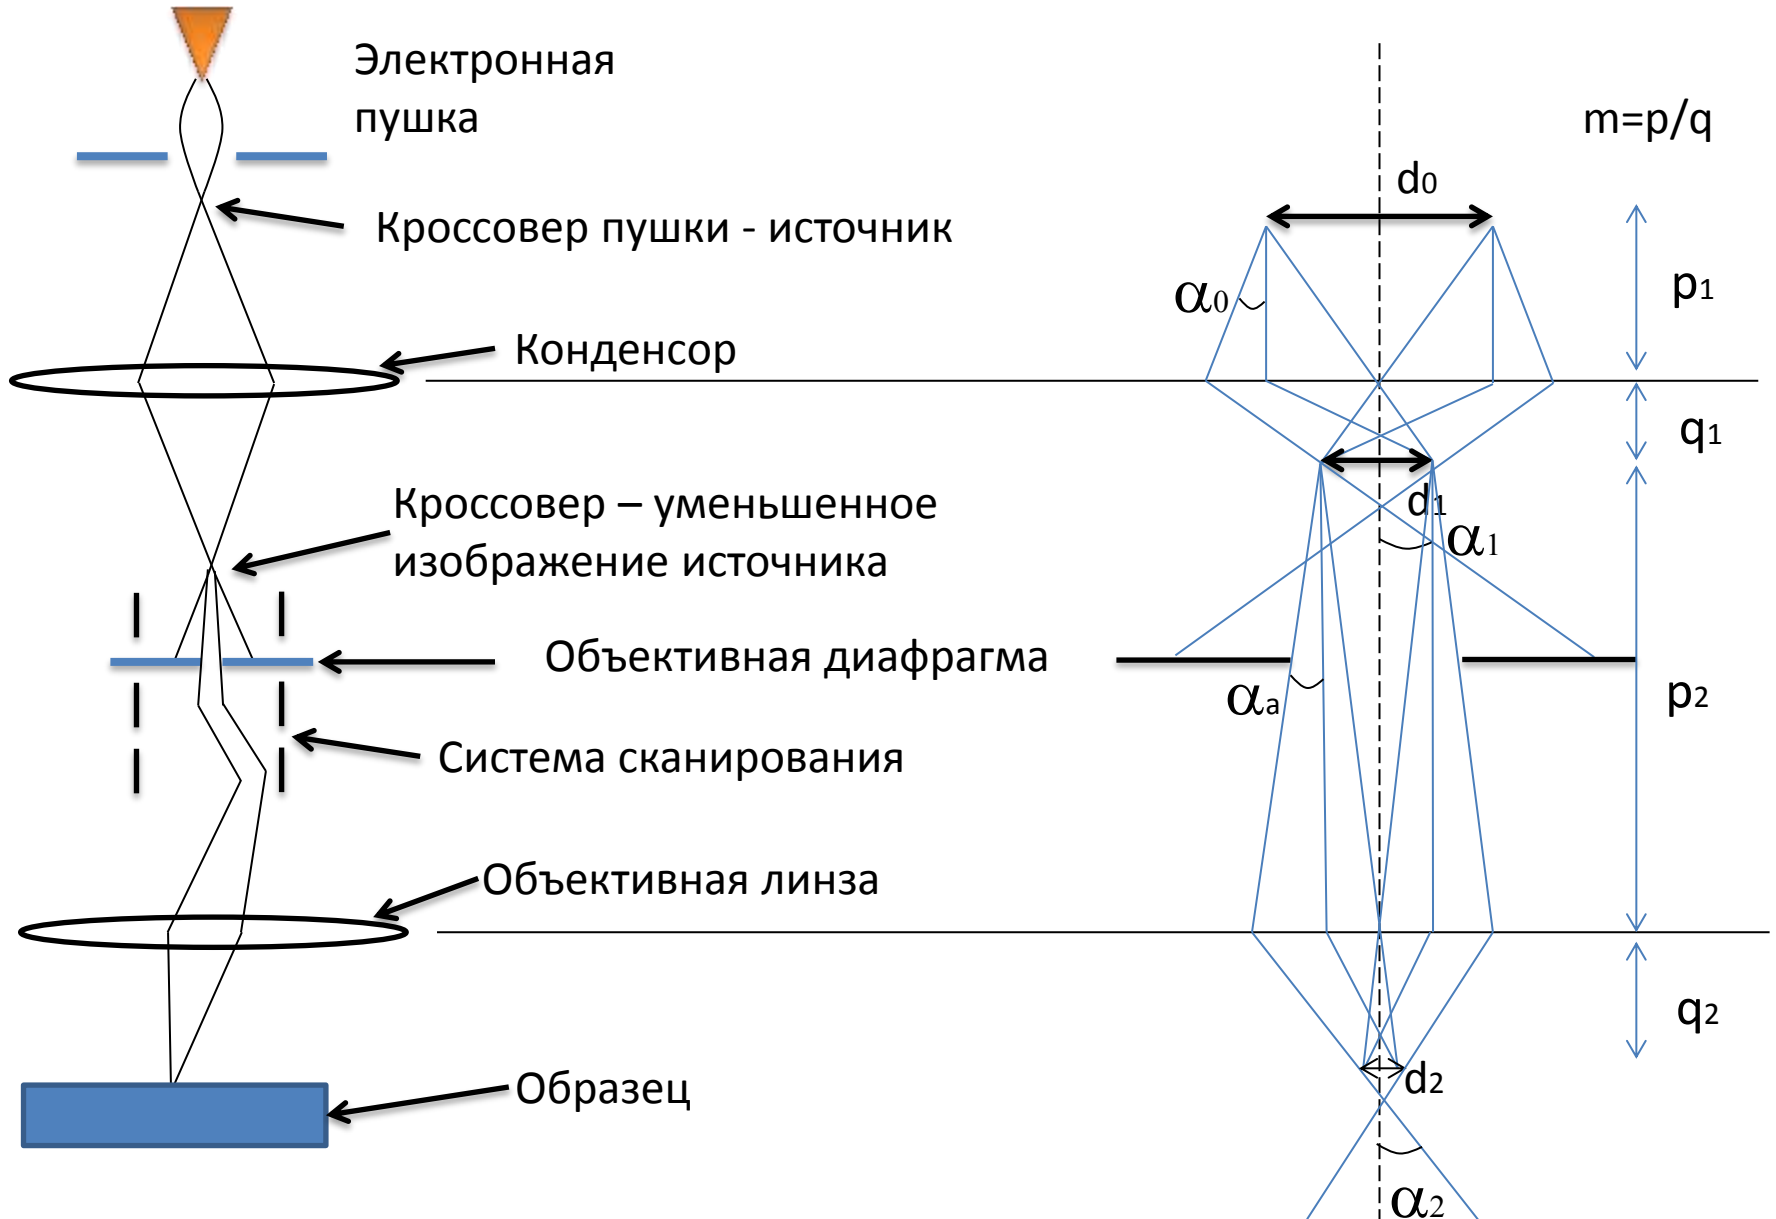 Электронная
пушка
Кроссовер пушки - источник
Конденсор
Кроссовер – уменьшенное
изображение источника
Объективная диафрагма
Система сканирования
Объективная линза
Образец
m=p/q
d0
α0
p1
q1
d1
α1
αa
p2
q2
d2
α2